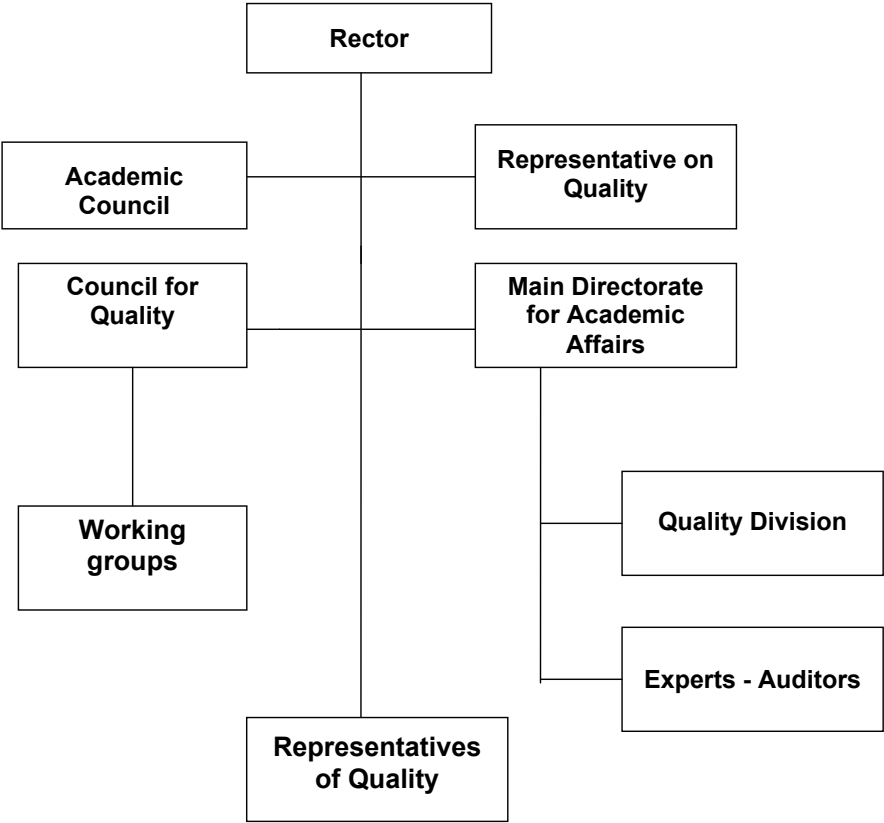 Rector
Academic
Council
Representative on
Quality
Council for
Quality
Main Directorate
for Academic
Affairs
Working
groups
Quality Division
Experts - Auditors
Representatives
of Quality